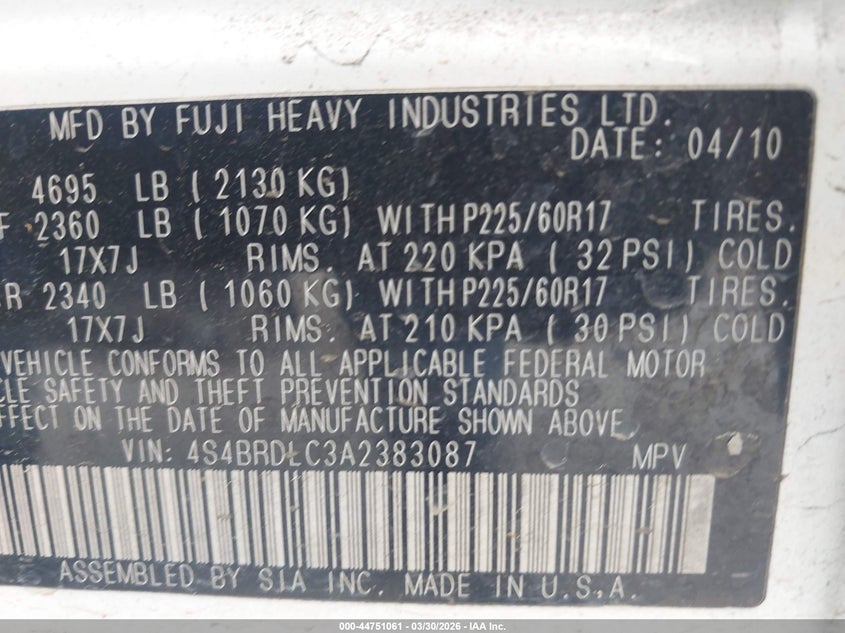 MFD BY FUJI HEAVY INDUSTRIES LTD.
DATE: 04/10
4695 LB ( 2130 KG)
F 2360 LB ( 1070 KG) WITH P225/60R17 TIRES.
17X7J RIMS. AT 220 KPA ( 32 PSI) COLD
R 2340 LB ( 1060 KG) WITH P225/60R17 TIRES.
17X7J RIMS. AT 210 KPA ( 30 PSI) COLD
VEHICLE CONFORMS TO ALL APPLICABLE FEDERAL MOTOR
CLE SAFETY AND THEFT PREVENTION STANDARDS
EFFECT ON THE DATE OF MANUFACTURE SHOWN ABOVE.
VIN: 4S4BRDLC3A2383087 MPV
ASSEMBLED BY SIA INC. MADE IN U.S.A.
000-44751061 - 03/30/2026 - IAA Inc.